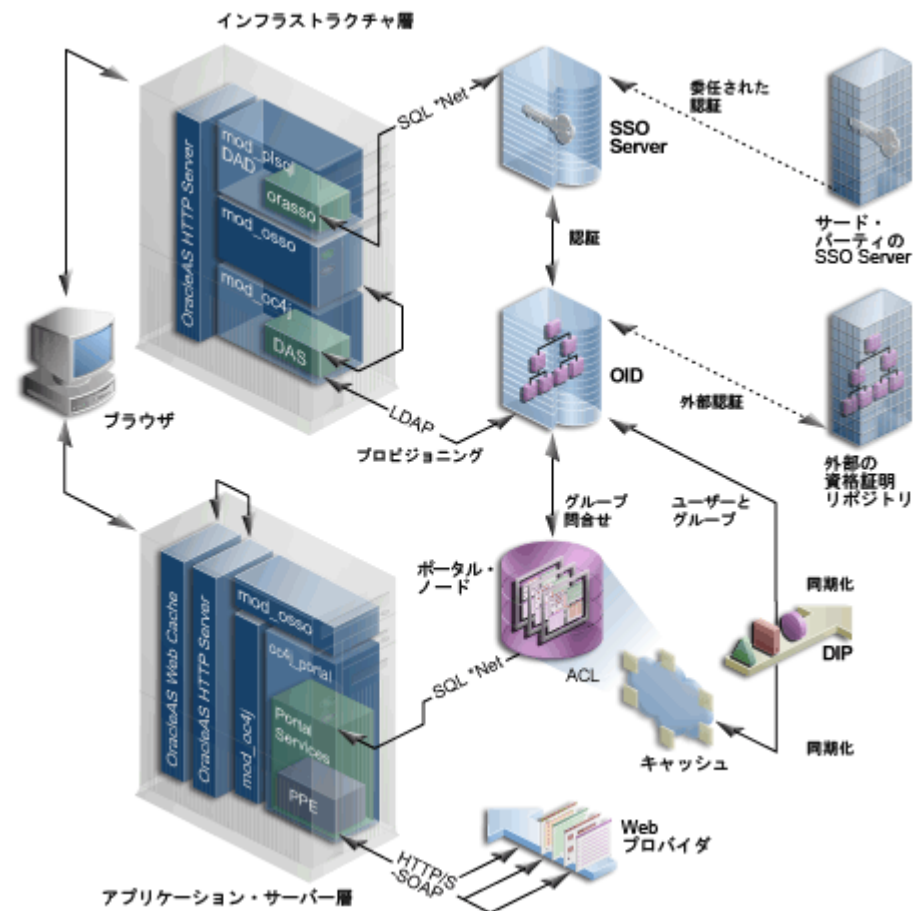 インフラストラクチャ層
OracleAS HTTP Server
mod_plsql
DAD
orasso
mod_osso
mod_oc4j
DAS
SQL *Net
SSO
Server
委任された
認証
サード・
パーティの
SSO Server
認証
ブラウザ
LDAP
プロビジョニング
OID
外部認証
外部の
資格証明
リポジトリ
グループ
問合せ
ユーザーと
グループ
ポータル・
ノード
ACL
同期化
DIP
同期化
キャッシュ
OracleAS Web Cache
OracleAS HTTP Server
mod_oc4j
mod_osso
oc4j_portal
Portal
Services
PPE
SQL *Net
HTTP/S
-SOAP
Web
プロバイダ
アプリケーション・サーバー層